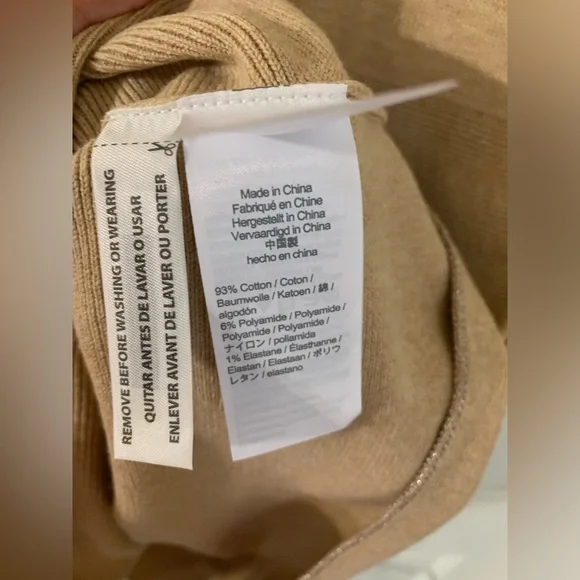 REMOVE BEFORE WASHING OR WEARING
QUITAR ANTES DE LAVAR O USAR
ENLEVER AVANT DE LAVER OU PORTER
Made in China
Fabriqué en Chine
Hergestellt in China
Vervaardigd in China
中国製
hecho en china
93% Cotton / Coton /
Baumwolle / Katoen / 綿 /
algodón
6% Polyamide / Polyamide /
Polyamide / Polyamide /
ナイロン / poliamida
1% Elastane / Élasthanne /
Elastan / Elastaan / ポリウ
レタン / elastano